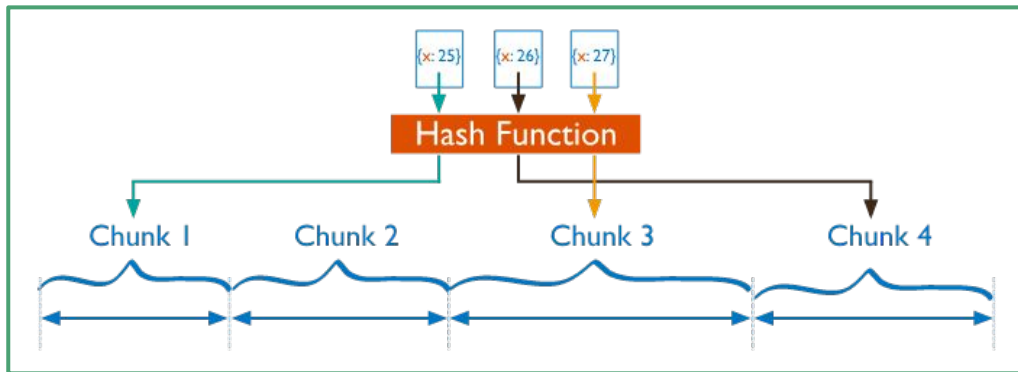 {x: 25} {x: 26} {x: 27}
Hash Function
Chunk 1 Chunk 2 Chunk 3 Chunk 4